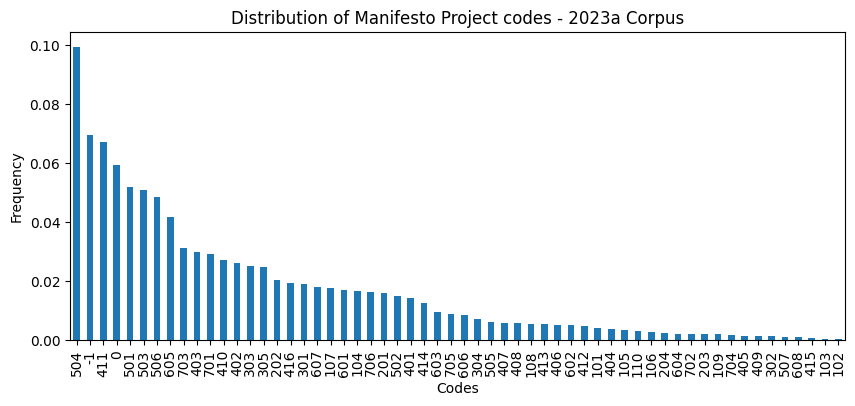 Distribution of Manifesto Project codes - 2023a Corpus
0.10
0.08
0.06
0.04
0.02
0.00
Frequency
504 -1 411 0 501 503 506 605 703 403 701 410 402 303 305 202 416 301 607 107 601 104 706 201 502 401 414 603 705 606 304 505 407 408 108 413 406 602 412 101 404 105 110 106 204 604 702 203 109 704 405 409 302 507 608 415 103 102
Codes